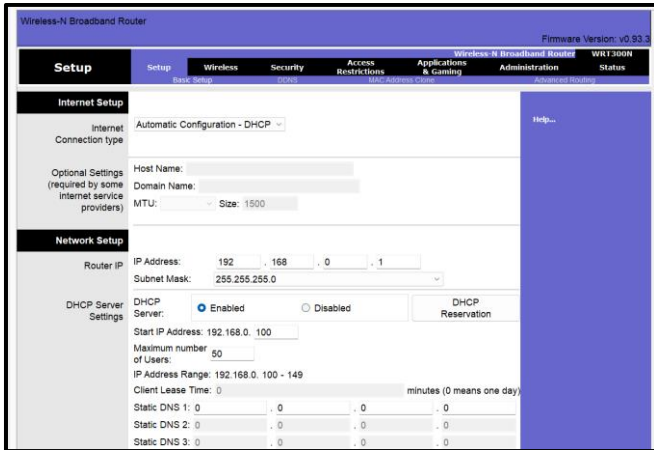 Wireless-N Broadband Router
Firmware Version: v0.93.3
Wireless-N Broadband Router WRT300N
Setup
Setup Wireless Security Access Restrictions Applications & Gaming Administration Status
Basic Setup DDNS MAC Address Clone Advanced Routing
Internet Setup
Help...
Internet Connection type
Automatic Configuration - DHCP
Optional Settings (required by some internet service providers)
Host Name:
Domain Name:
MTU: Size: 1500
Network Setup
Router IP
IP Address: 192 . 168 . 0 . 1
Subnet Mask: 255.255.255.0
DHCP Server Settings
DHCP Server: Enabled Disabled DHCP Reservation
Start IP Address: 192.168.0. 100
Maximum number of Users: 50
IP Address Range: 192.168.0. 100 - 149
Client Lease Time: 0 minutes (0 means one day)
Static DNS 1: 0 . 0 . 0 . 0
Static DNS 2: 0 . 0 . 0 . 0
Static DNS 3: 0 . 0 . 0 . 0